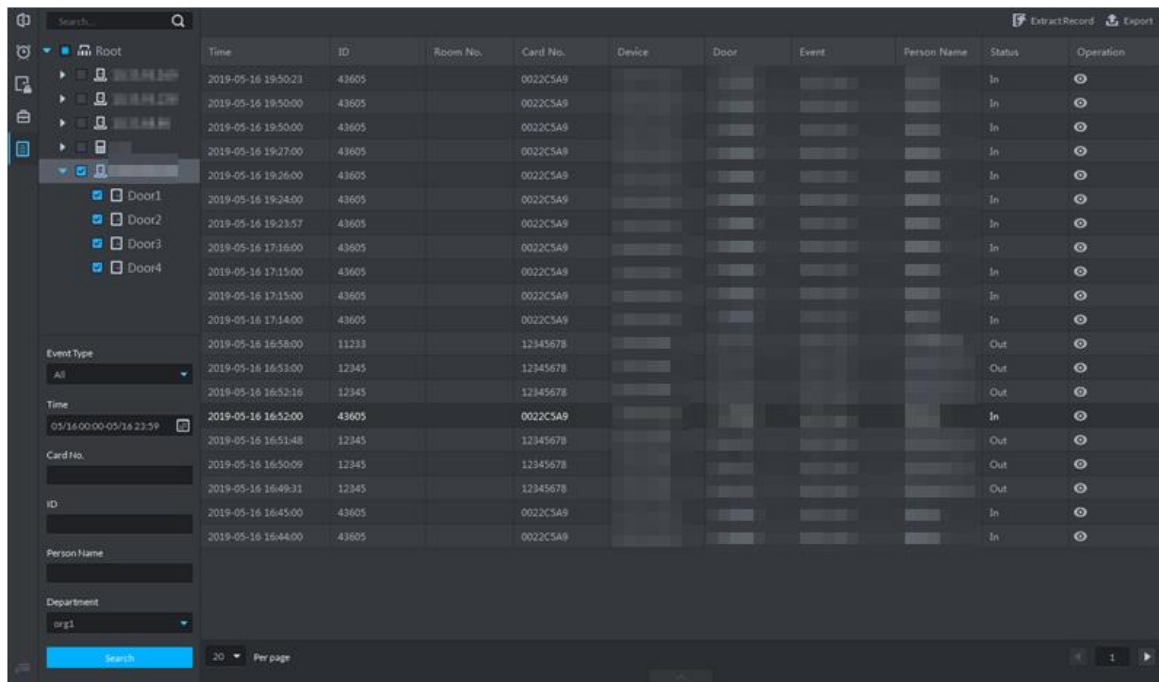 Search...
Extract Record Export
Root
Door1
Door2
Door3
Door4
Event Type
All
Time
05/16 00:00-05/16 23:59
Card No.
ID
Person Name
Department
org1
Search
Time ID Room No. Card No. Device Door Event Person Name Status Operation
2019-05-16 19:50:23 43605 0022C5A9 In
2019-05-16 19:50:00 43605 0022C5A9 In
2019-05-16 19:50:00 43605 0022C5A9 In
2019-05-16 19:27:00 43605 0022C5A9 In
2019-05-16 19:26:00 43605 0022C5A9 In
2019-05-16 19:24:00 43605 0022C5A9 In
2019-05-16 19:23:57 43605 0022C5A9 In
2019-05-16 17:16:00 43605 0022C5A9 In
2019-05-16 17:15:00 43605 0022C5A9 In
2019-05-16 17:15:00 43605 0022C5A9 In
2019-05-16 17:14:00 43605 0022C5A9 In
2019-05-16 16:58:00 11233 12345678 Out
2019-05-16 16:53:00 12345 12345678 Out
2019-05-16 16:52:16 12345 12345678 Out
2019-05-16 16:52:00 43605 0022C5A9 In
2019-05-16 16:51:48 12345 12345678 Out
2019-05-16 16:50:09 12345 12345678 Out
2019-05-16 16:49:31 12345 12345678 Out
2019-05-16 16:45:00 43605 0022C5A9 In
2019-05-16 16:44:00 43605 0022C5A9 In
20 Per page 1